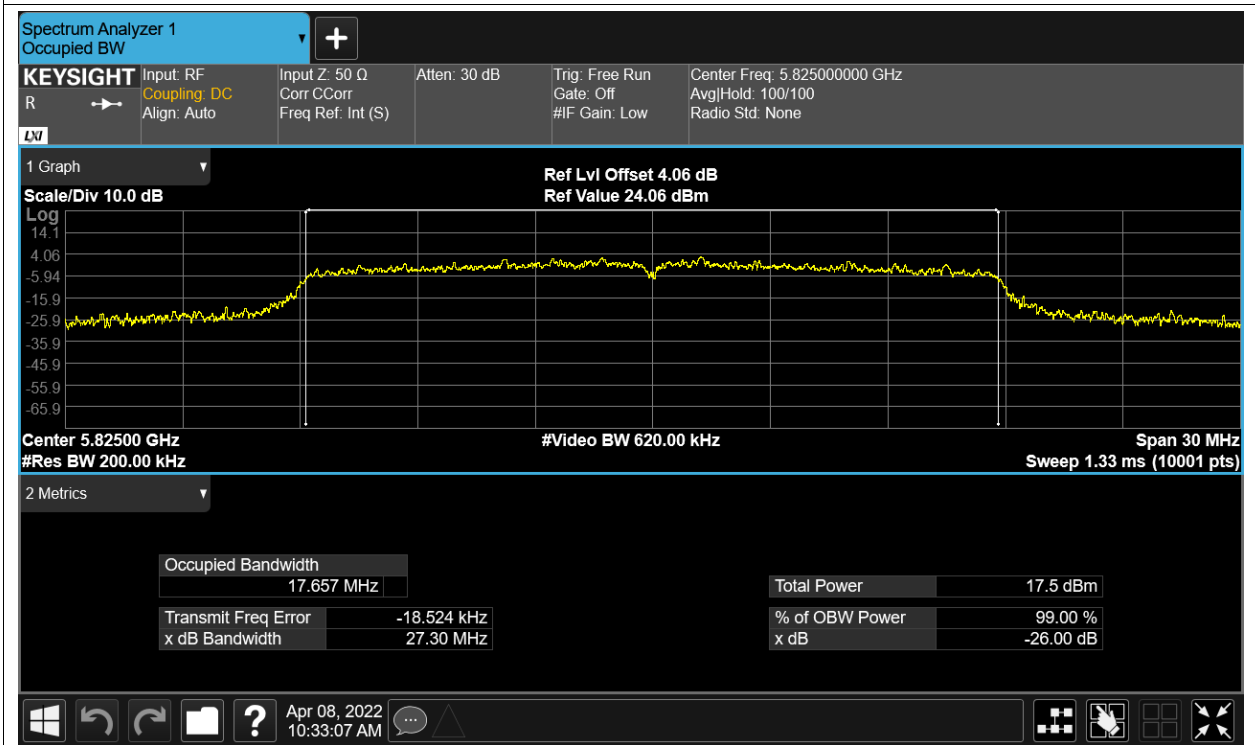 Spectrum Analyzer 1
Occupied BW
KEYSIGHT
R
LXI
Input: RF
Coupling: DC
Align: Auto
Input Z: 50 Ω
Corr CCorr
Freq Ref: Int (S)
Atten: 30 dB
Trig: Free Run
Gate: Off
#IF Gain: Low
Center Freq: 5.825000000 GHz
Avg|Hold: 100/100
Radio Std: None
1 Graph
Scale/Div 10.0 dB
Ref Lvl Offset 4.06 dB
Ref Value 24.06 dBm
Log
14.1
4.06
-5.94
-15.9
-25.9
-35.9
-45.9
-55.9
-65.9
Center 5.82500 GHz
#Video BW 620.00 kHz
Span 30 MHz
#Res BW 200.00 kHz
Sweep 1.33 ms (10001 pts)
2 Metrics
Occupied Bandwidth
17.657 MHz
Total Power 17.5 dBm
Transmit Freq Error -18.524 kHz
% of OBW Power 99.00 %
x dB Bandwidth 27.30 MHz
x dB -26.00 dB
?
Apr 08, 2022
10:33:07 AM